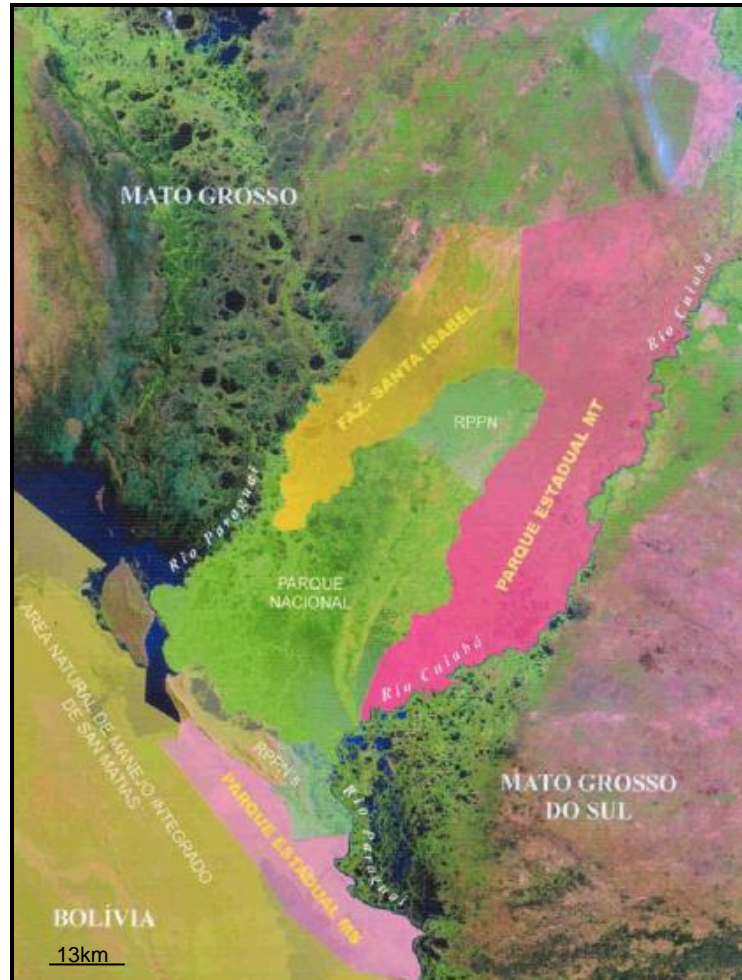 MATO GROSSO
Rio Cuiabá
FAZ. SANTA ISABEL
RPPN
PARQUE ESTADUAL MT
Rio Paraguai
PARQUE
NACIONAL
ÁREA NATURAL DE MANEJO INTEGRADO
DE SAN MATIAS
Rio Cuiabá
RPPN'S
PARQUE ESTADUAL MS
Rio Paraguai
MATO GROSSO
DO SUL
BOLÍVIA
13km